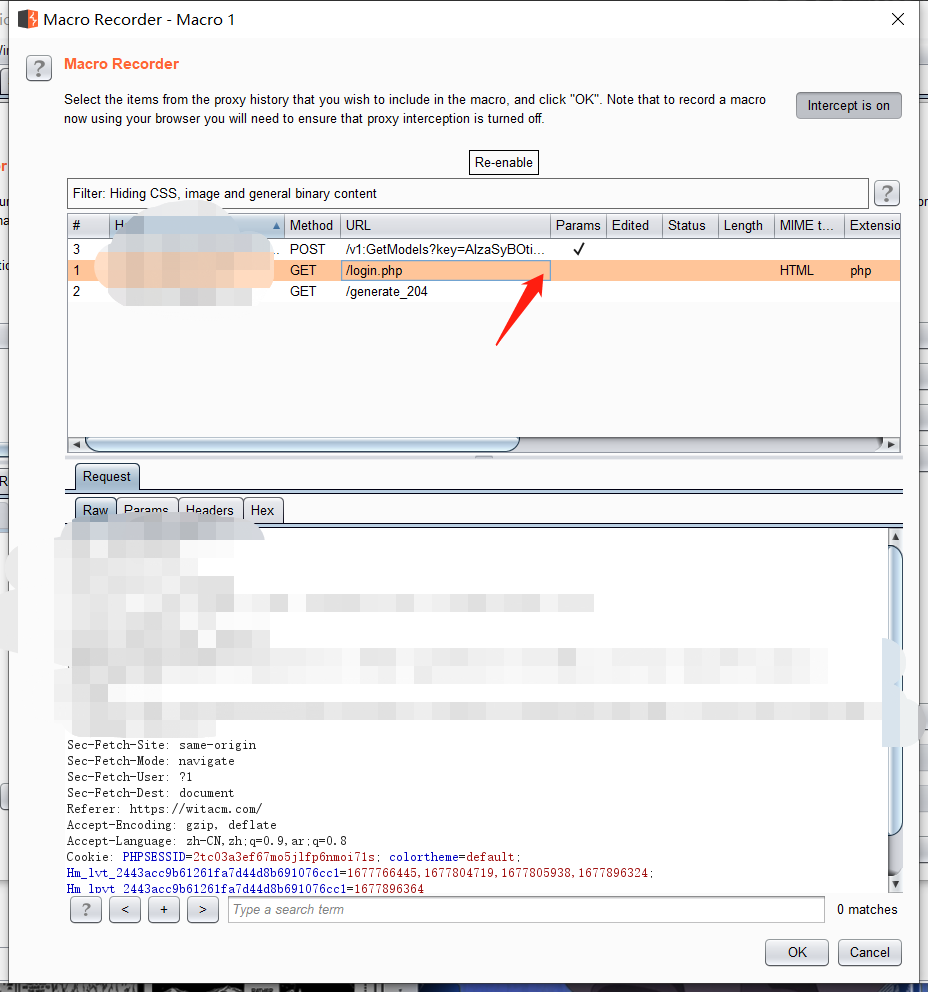 Macro Recorder - Macro 1
?
Macro Recorder
Select the items from the proxy history that you wish to include in the macro, and click "OK". Note that to record a macro
now using your browser you will need to ensure that proxy interception is turned off.
Intercept is on
Re-enable
Filter: Hiding CSS, image and general binary content
?
# H Method URL Params Edited Status Length MIME t... Extensio
3 POST /v1:GetModels?key=AlzaSyBOti... ✓
1 GET /login.php HTML php
2 GET /generate_204
Request
Raw Params Headers Hex
Sec-Fetch-Site: same-origin
Sec-Fetch-Mode: navigate
Sec-Fetch-User: ?1
Sec-Fetch-Dest: document
Referer: https://witacm.com/
Accept-Encoding: gzip, deflate
Accept-Language: zh-CN,zh;q=0.9,ar;q=0.8
Cookie: PHPSESSID=2tc03a3ef67mo5jlfp6nmoi71s; colortheme=default;
Hm_lvt_2443acc9b61261fa7d44d8b691076cc1=1677766445,1677804719,1677805938,1677896324;
Hm_lpvt_2443acc9b61261fa7d44d8b691076cc1=1677896364
? < + > Type a search term 0 matches
OK Cancel